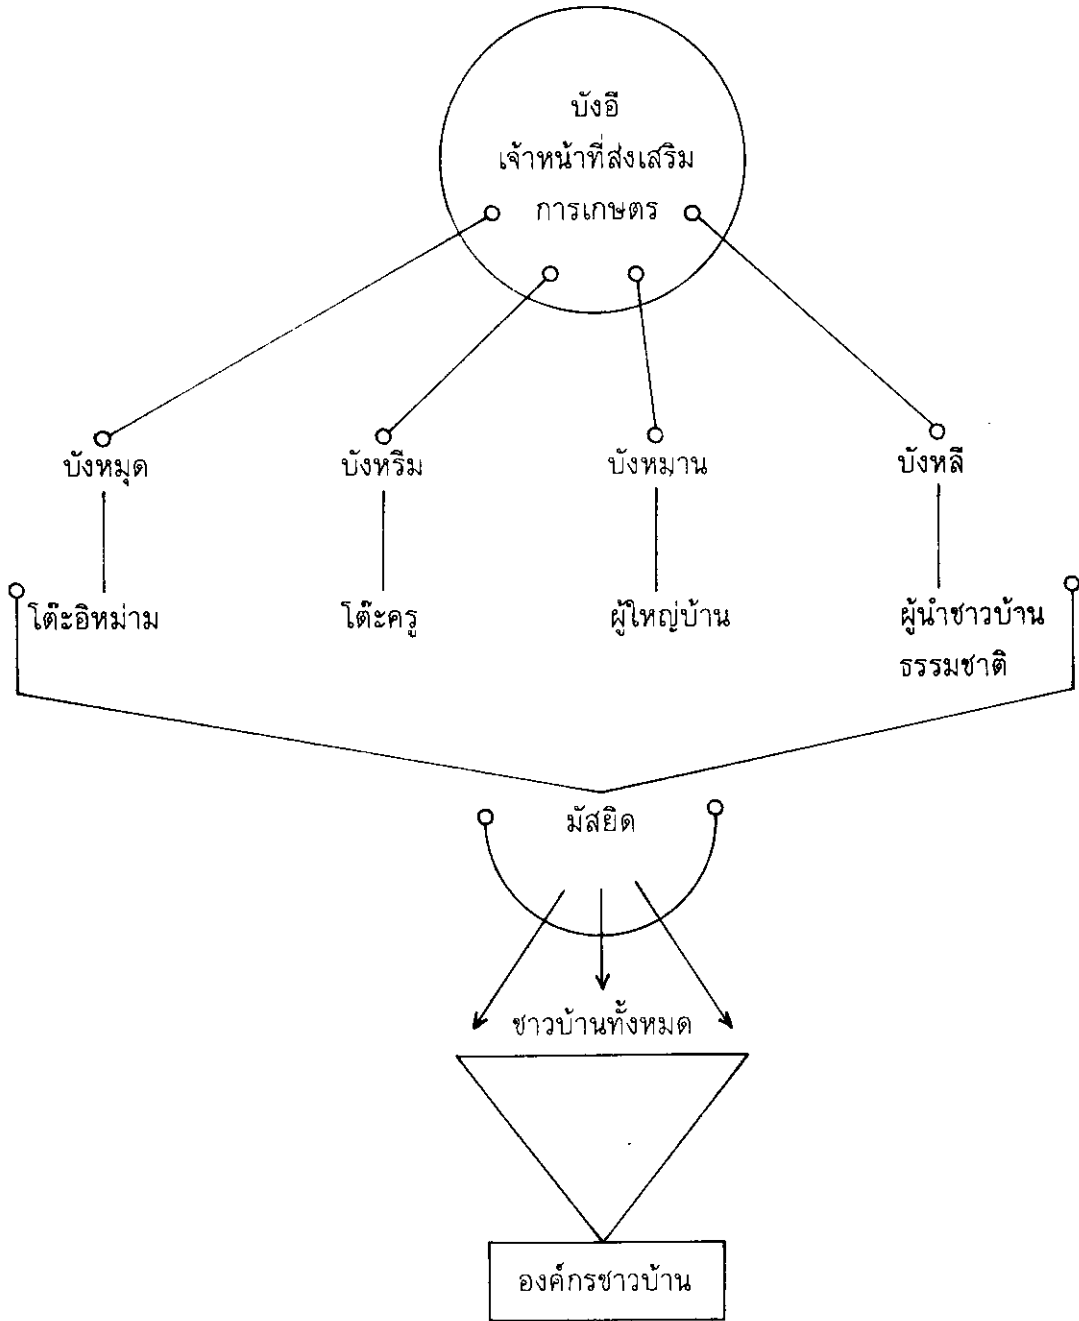 บังอี
เจ้าหน้าที่ส่งเสริม
การเกษตร
บังหมุด
บังหรีม
บังหมาน
บังหลี
โต๊ะอิหม่าม
โต๊ะครู
ผู้ใหญ่บ้าน
ผู้นำชาวบ้าน
ธรรมชาติ
มัสยิด
ชาวบ้านทั้งหมด
องค์กรชาวบ้าน